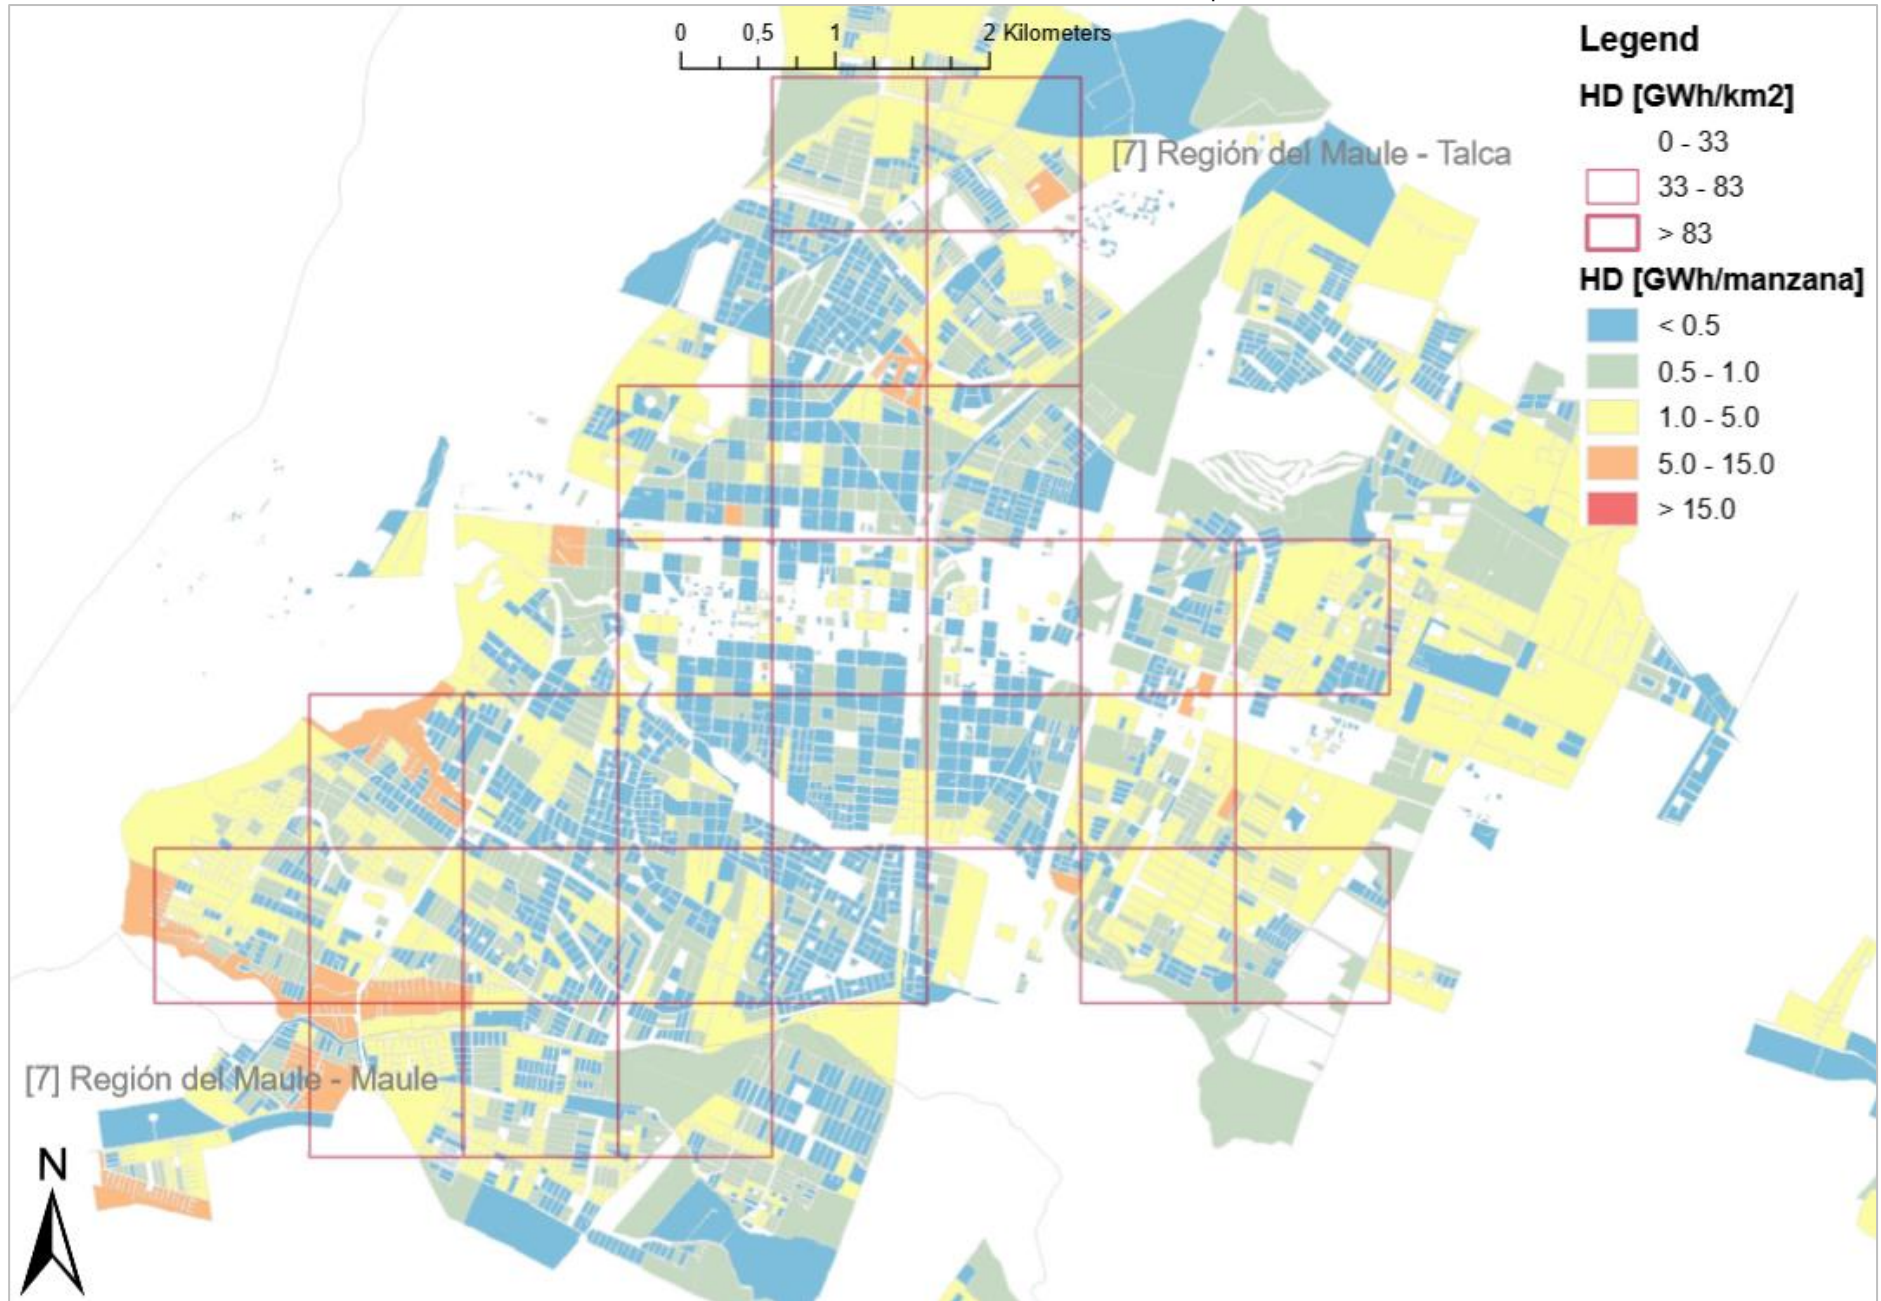 0 0,5 1 2 Kilometers
Legend
HD [GWh/km2]
0 - 33
33 - 83
> 83
HD [GWh/manzana]
< 0.5
0.5 - 1.0
1.0 - 5.0
5.0 - 15.0
> 15.0
[7] Región del Maule - Talca
[7] Región del Maule - Maule
N